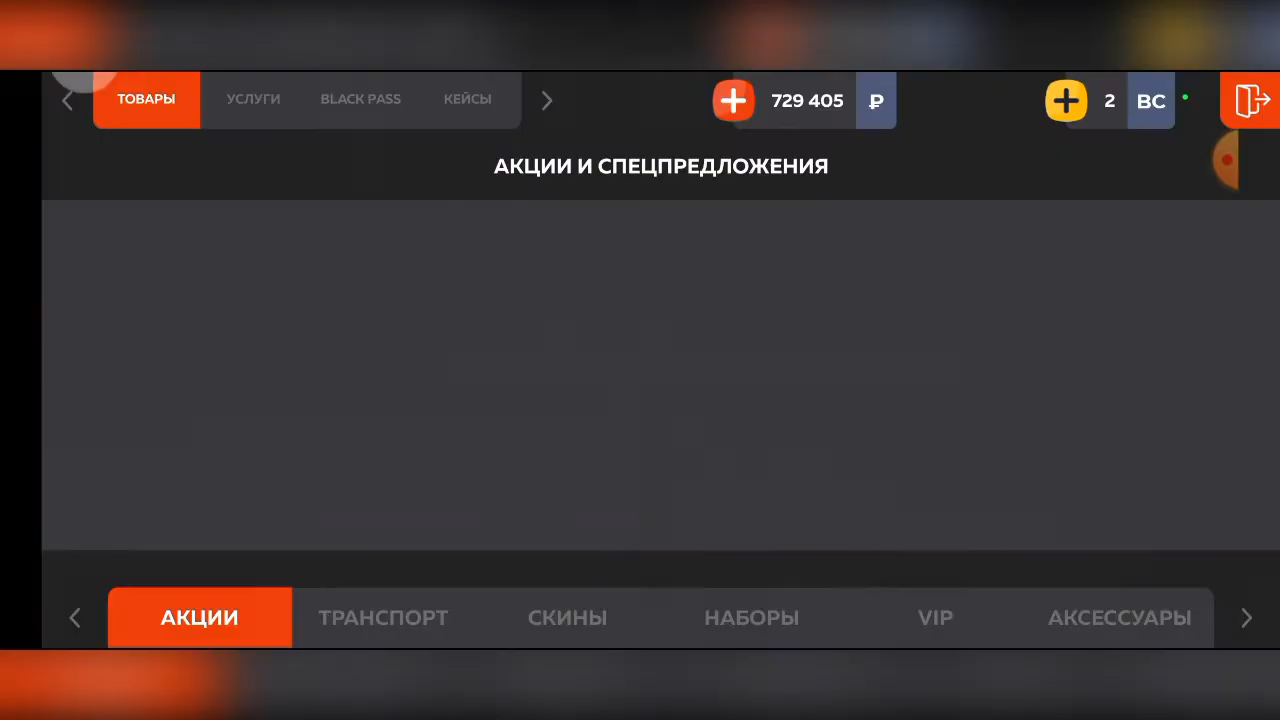 ТОВАРЫ УСЛУГИ BLACK PASS КЕЙСЫ 729 405 ₽ 2 BC
АКЦИИ И СПЕЦПРЕДЛОЖЕНИЯ
АКЦИИ ТРАНСПОРТ СКИНЫ НАБОРЫ VIP АКСЕССУАРЫ